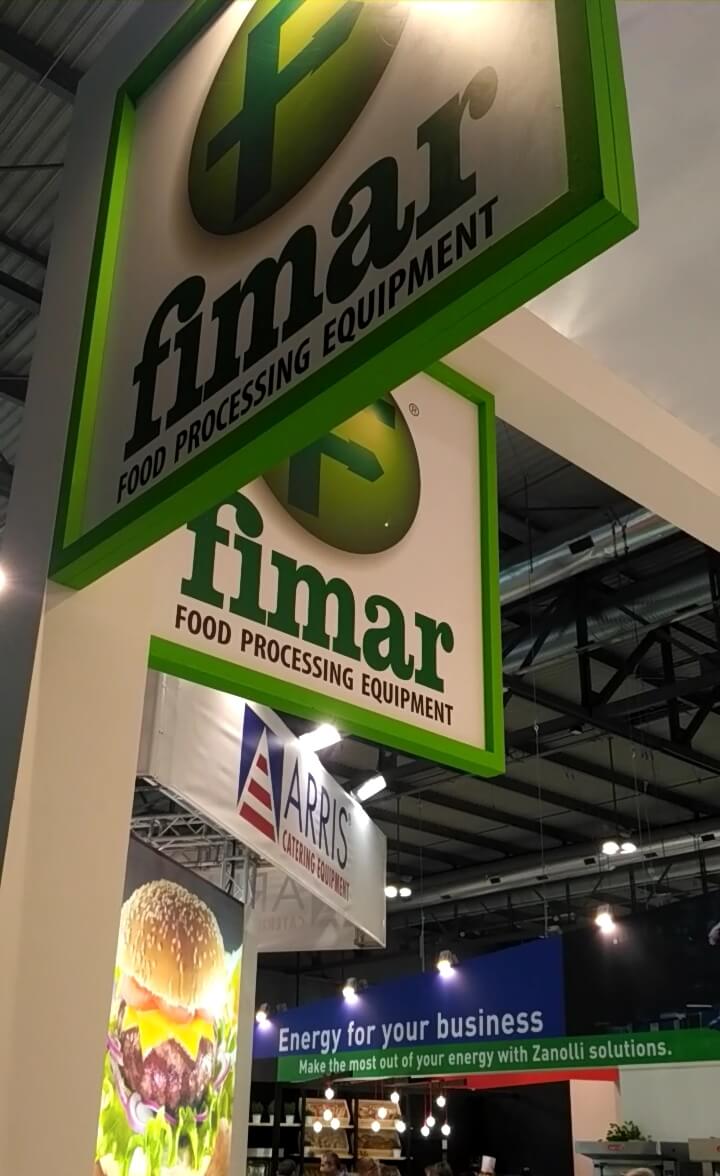 F
fimar
FOOD PROCESSING EQUIPMENT
F ®
fimar
FOOD PROCESSING EQUIPMENT
ARRIS
CATERING EQUIPMENT
Energy for your business
Make the most out of your energy with Zanolli solutions.